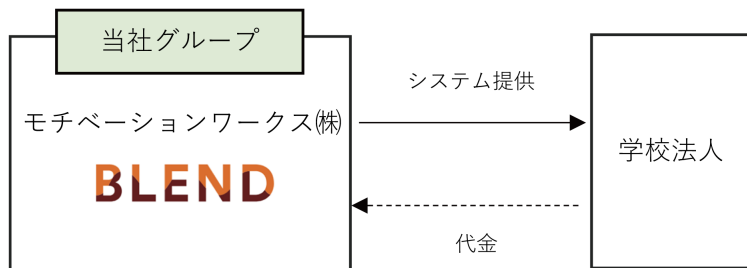 当社グループ
モチベーションワークス㈱
BLEND
システム提供
代金
学校法人